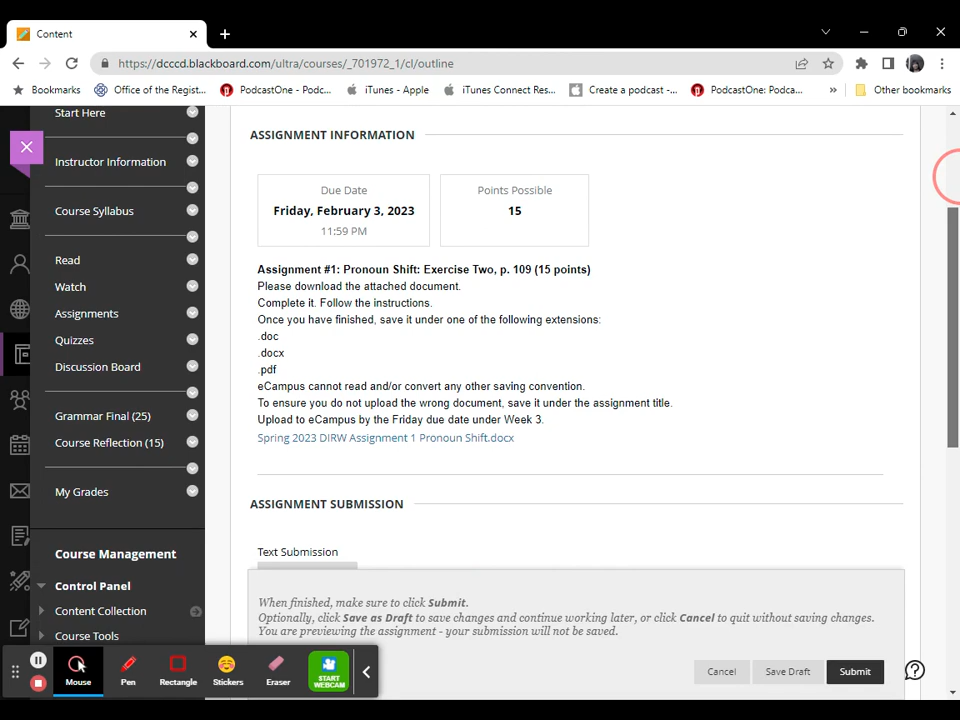 Content
https://dcccd.blackboard.com/ultra/courses/_701972_1/cl/outline
Bookmarks
Office of the Regist...
PodcastOne - Podc...
iTunes - Apple
iTunes Connect Res...
Create a podcast -...
PodcastOne: Podca...
»
Other bookmarks
Start Here
Instructor Information
Course Syllabus
Read
Watch
Assignments
Quizzes
Discussion Board
Grammar Final (25)
Course Reflection (15)
My Grades
Course Management
Control Panel
Content Collection
Course Tools
ASSIGNMENT INFORMATION
Due Date
Friday, February 3, 2023
11:59 PM
Points Possible
15
Assignment #1: Pronoun Shift: Exercise Two, p. 109 (15 points)
Please download the attached document.
Complete it. Follow the instructions.
Once you have finished, save it under one of the following extensions:
.doc
.docx
.pdf
eCampus cannot read and/or convert any other saving convention.
To ensure you do not upload the wrong document, save it under the assignment title.
Upload to eCampus by the Friday due date under Week 3.
Spring 2023 DIRW Assignment 1 Pronoun Shift.docx
ASSIGNMENT SUBMISSION
Text Submission
When finished, make sure to click Submit.
Optionally, click Save as Draft to save changes and continue working later, or click Cancel to quit without saving changes.
You are previewing the assignment - your submission will not be saved.
Cancel
Save Draft
Submit
Mouse
Pen
Rectangle
Stickers
Eraser
START
WEBCAM